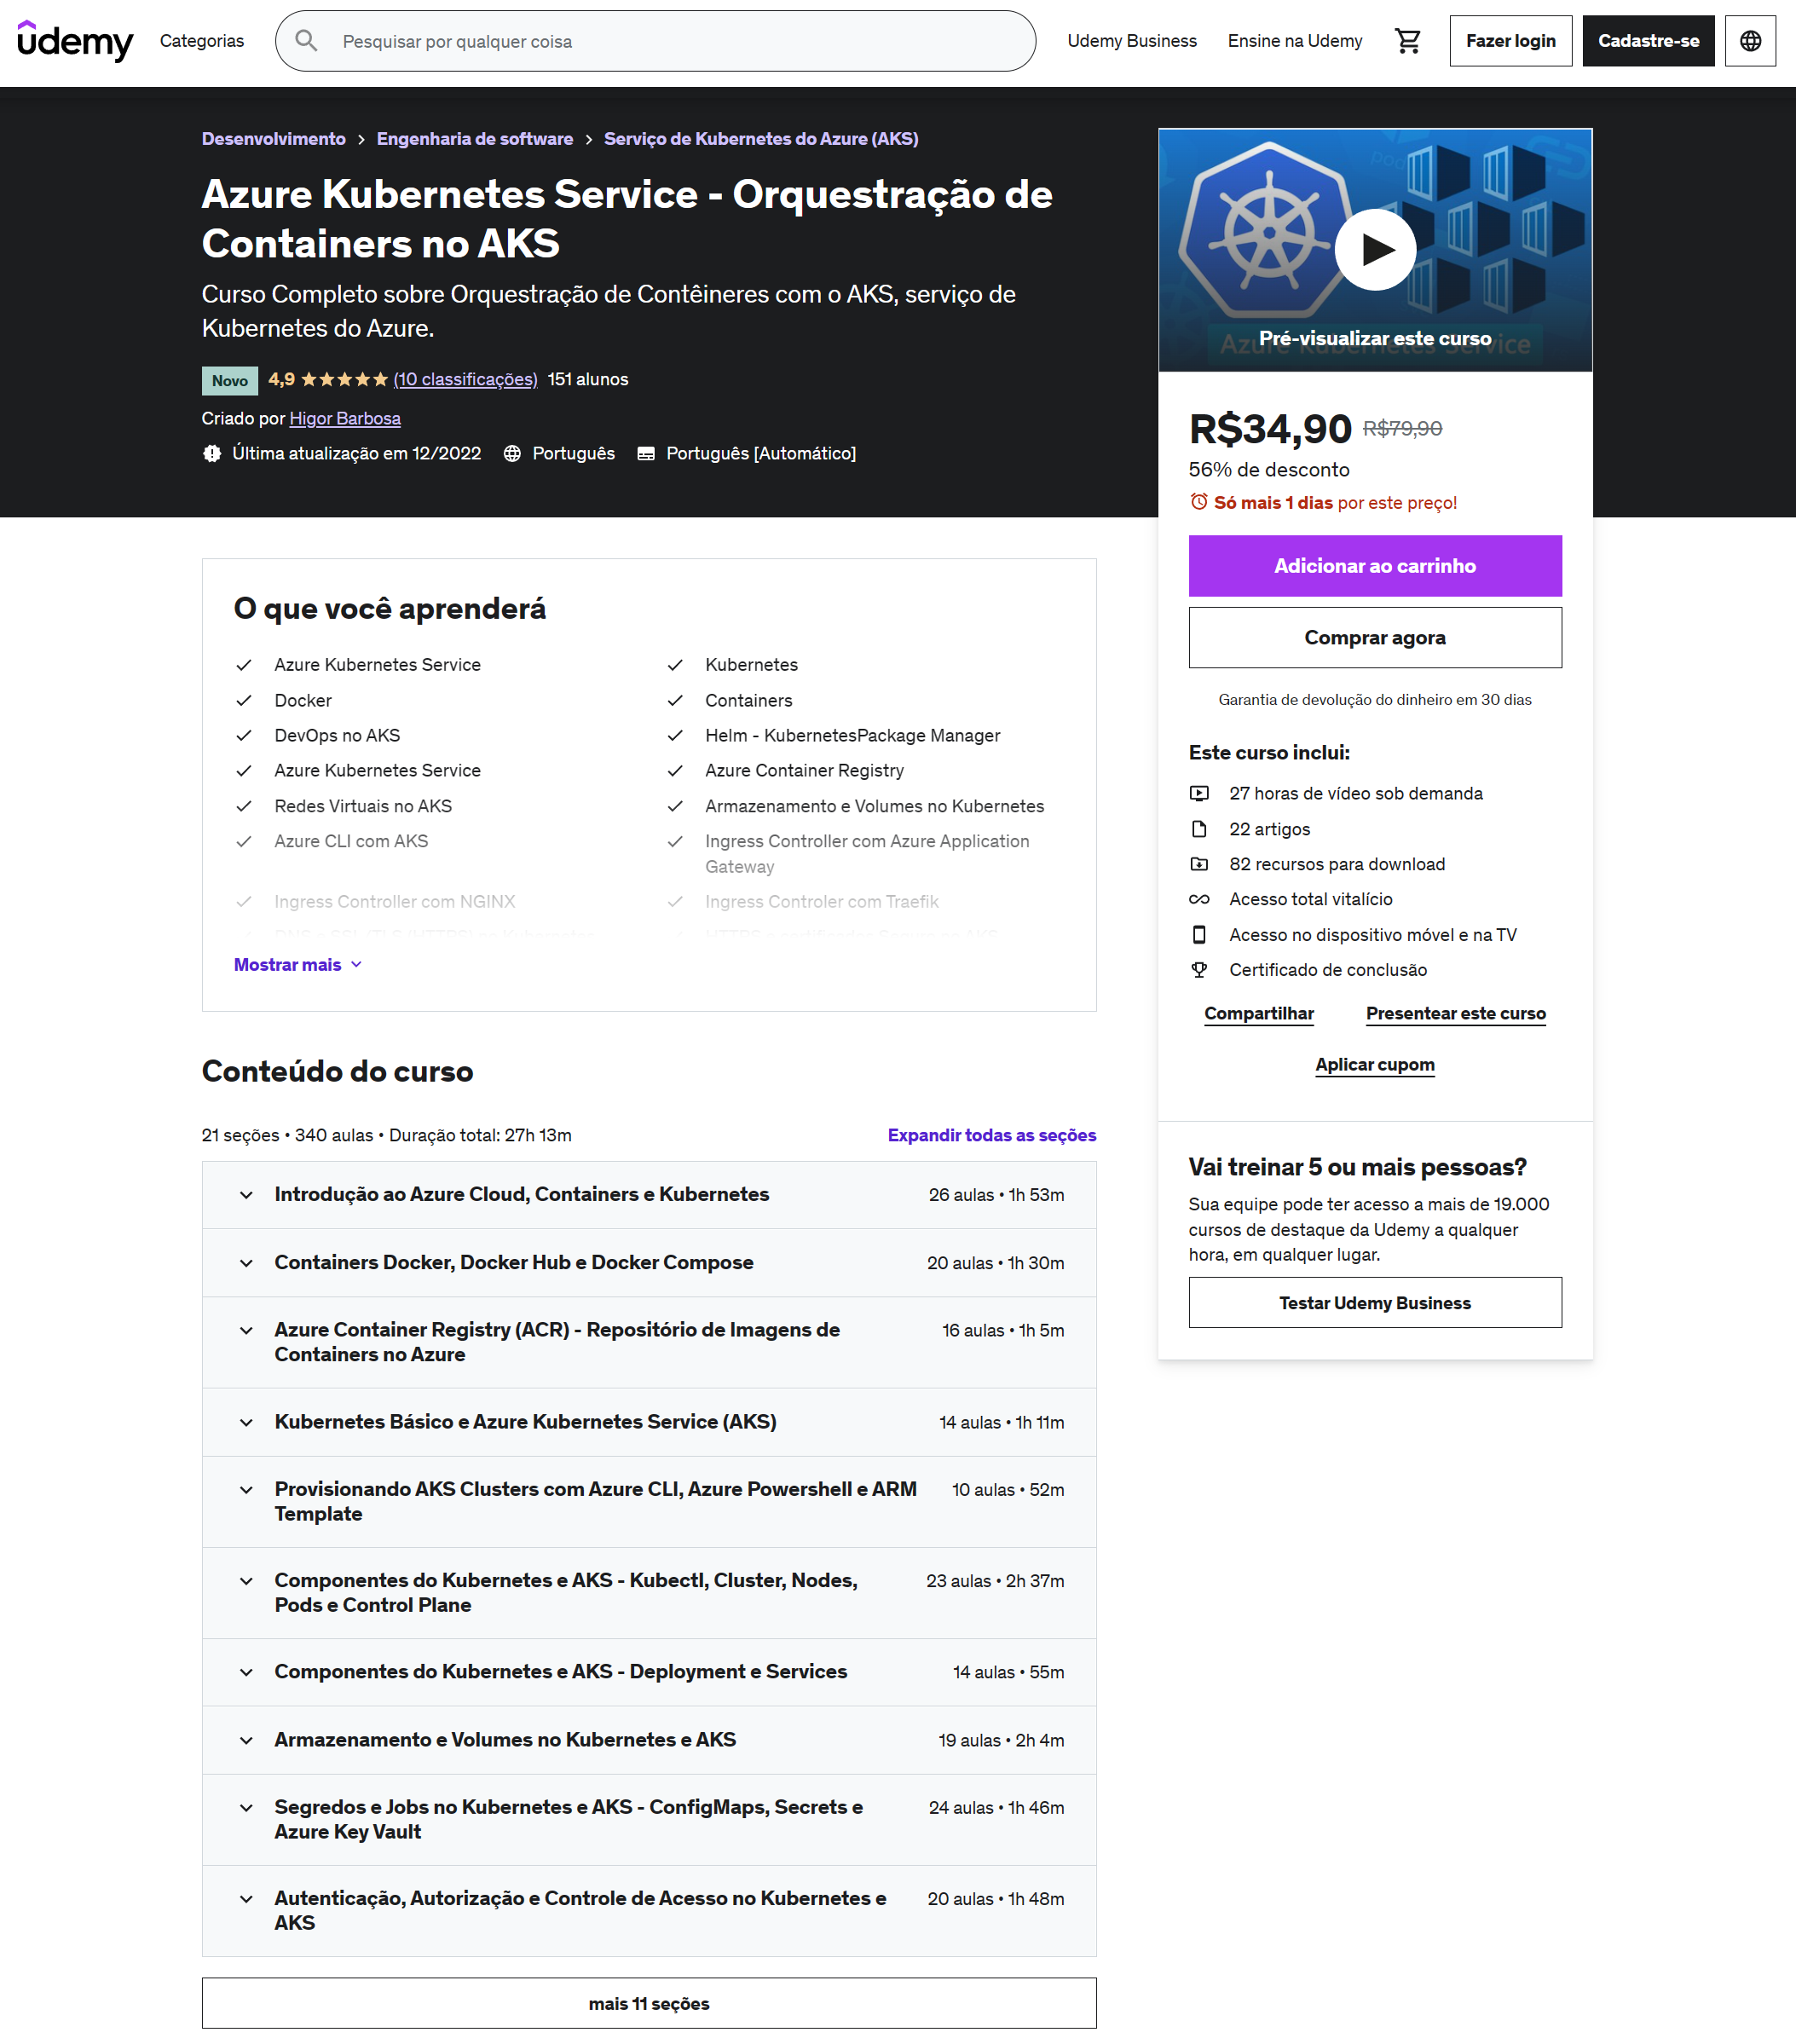 udemy
Categorias
Pesquisar por qualquer coisa
Udemy Business
Ensine na Udemy
Fazer login
Cadastre-se
Desenvolvimento > Engenharia de software > Serviço de Kubernetes do Azure (AKS)
Azure Kubernetes Service - Orquestração de
Containers no AKS
Curso Completo sobre Orquestração de Contêineres com o AKS, serviço de
Kubernetes do Azure.
Novo 4,9 (10 classificações) 151 alunos
Criado por Higor Barbosa
Última atualização em 12/2022 Português Português [Automático]
Pré-visualizar este curso
Azure Kubernetes Service
R$34,90 R$79,90
56% de desconto
Só mais 1 dias por este preço!
Adicionar ao carrinho
Comprar agora
Garantia de devolução do dinheiro em 30 dias
Este curso inclui:
27 horas de vídeo sob demanda
22 artigos
82 recursos para download
Acesso total vitalício
Acesso no dispositivo móvel e na TV
Certificado de conclusão
Compartilhar
Presentear este curso
Aplicar cupom
Vai treinar 5 ou mais pessoas?
Sua equipe pode ter acesso a mais de 19.000
cursos de destaque da Udemy a qualquer
hora, em qualquer lugar.
Testar Udemy Business
O que você aprenderá
Azure Kubernetes Service
Kubernetes
Docker
Containers
DevOps no AKS
Helm - KubernetesPackage Manager
Azure Kubernetes Service
Azure Container Registry
Redes Virtuais no AKS
Armazenamento e Volumes no Kubernetes
Azure CLI com AKS
Ingress Controller com Azure Application
Gateway
Ingress Controller com NGINX
Ingress Controler com Traefik
Mostrar mais
Conteúdo do curso
21 seções • 340 aulas • Duração total: 27h 13m
Expandir todas as seções
Introdução ao Azure Cloud, Containers e Kubernetes
26 aulas • 1h 53m
Containers Docker, Docker Hub e Docker Compose
20 aulas • 1h 30m
Azure Container Registry (ACR) - Repositório de Imagens de
Containers no Azure
16 aulas • 1h 5m
Kubernetes Básico e Azure Kubernetes Service (AKS)
14 aulas • 1h 11m
Provisionando AKS Clusters com Azure CLI, Azure Powershell e ARM
Template
10 aulas • 52m
Componentes do Kubernetes e AKS - Kubectl, Cluster, Nodes,
Pods e Control Plane
23 aulas • 2h 37m
Componentes do Kubernetes e AKS - Deployment e Services
14 aulas • 55m
Armazenamento e Volumes no Kubernetes e AKS
19 aulas • 2h 4m
Segredos e Jobs no Kubernetes e AKS - ConfigMaps, Secrets e
Azure Key Vault
24 aulas • 1h 46m
Autenticação, Autorização e Controle de Acesso no Kubernetes e
AKS
20 aulas • 1h 48m
mais 11 seções